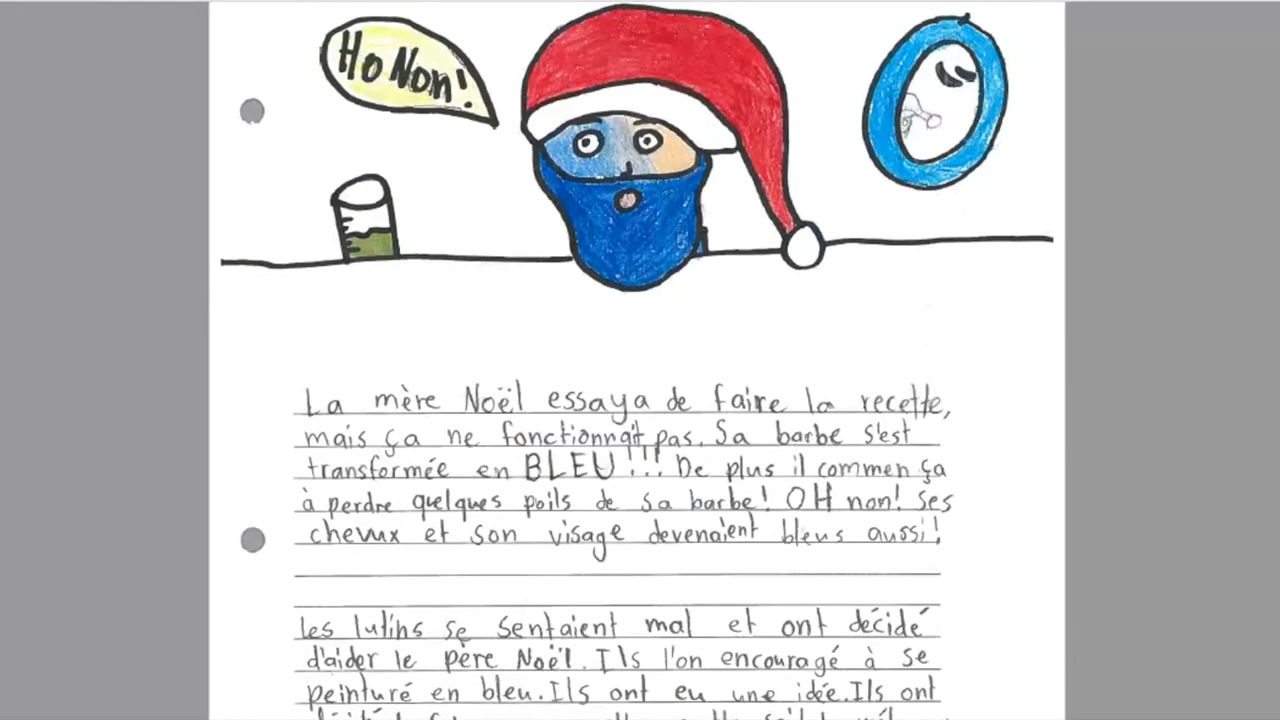 Ho Non!
La mère Noël essaya de faire la recette,
mais ça ne fonctionnait pas. Sa barbe s'est
transformée en BLEU!!! De plus il commença
à perdre quelques poils de sa barbe! OH non! ses
chevux et son visage devenaient bleus aussi!
Les lutins se sentaient mal et ont décidé
d'aider le père Noël. Ils l'on encouragé à se
peinturé en bleu. Ils ont eu une idée. Ils ont